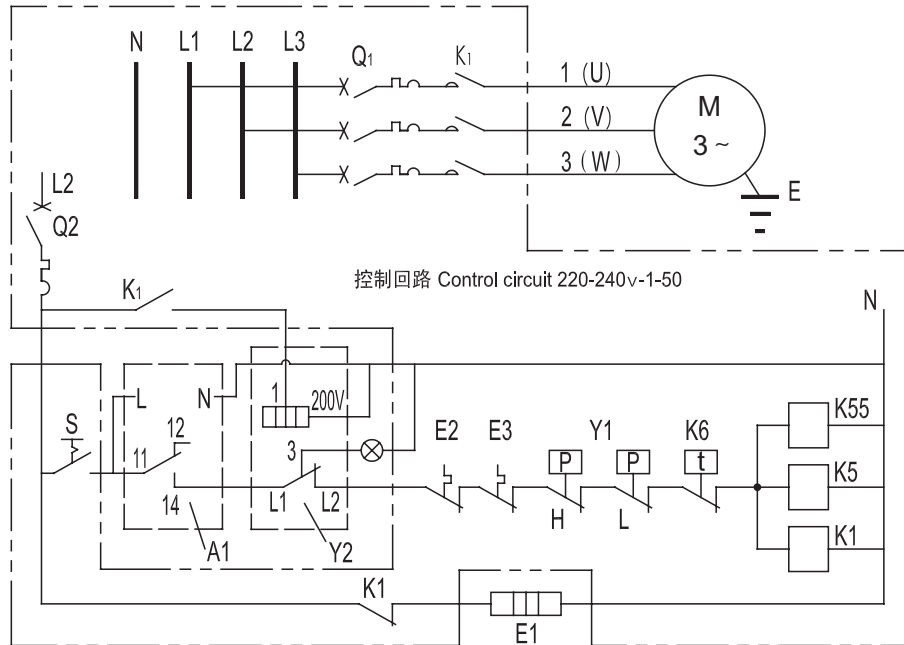 N L1 L2 L3
Q1 K1
1 (U)
M
3 ~
2 (V)
3 (W)
E
L2
Q2
控制回路 Control circuit 220-240v-1-50
K1
N
L N 1 200V
S
12
11
3
E2 E3 Y1 K6
K55
P P t
K5
14
L1 L2
H L
A1 Y2
K1
K1
E1